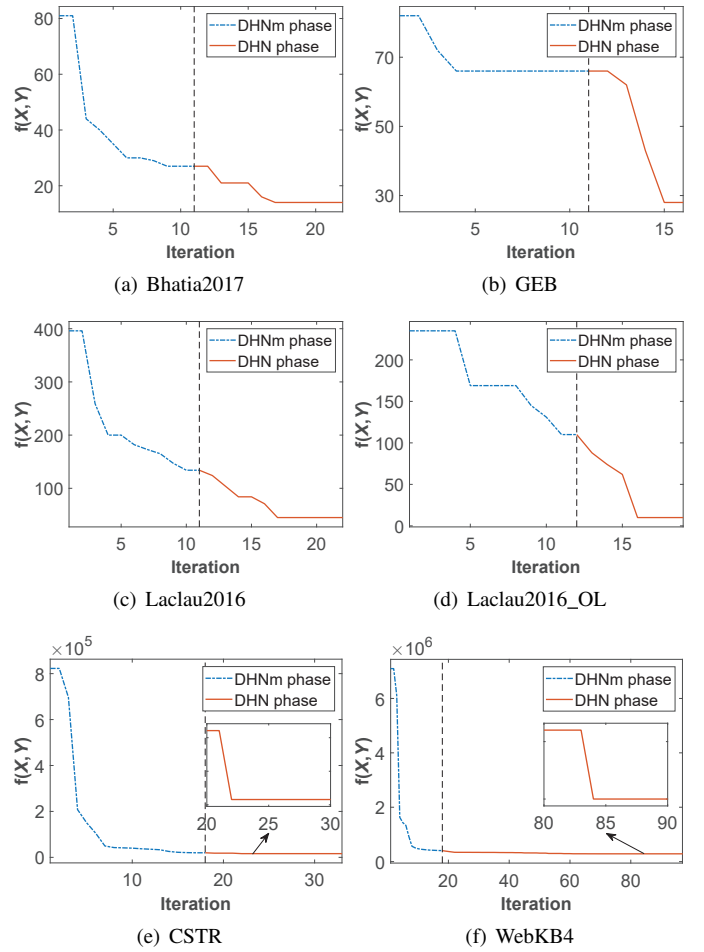 DHNm phase
DHN phase
80
60
40
20
f(X,Y)
5
10
15
20
Iteration
(a) Bhatia2017
DHNm phase
DHN phase
70
50
30
f(X,Y)
5
10
15
Iteration
(b) GEB
DHNm phase
DHN phase
400
300
200
100
f(X,Y)
5
10
15
20
Iteration
(c) Laclau2016
DHNm phase
DHN phase
200
150
100
50
0
f(X,Y)
5
10
15
Iteration
(d) Laclau2016_OL
×10⁵
DHNm phase
DHN phase
8
6
4
2
0
f(X,Y)
20
25
30
10
20
30
Iteration
(e) CSTR
×10⁶
DHNm phase
DHN phase
6
4
2
0
f(X,Y)
80
85
90
20
40
60
80
Iteration
(f) WebKB4